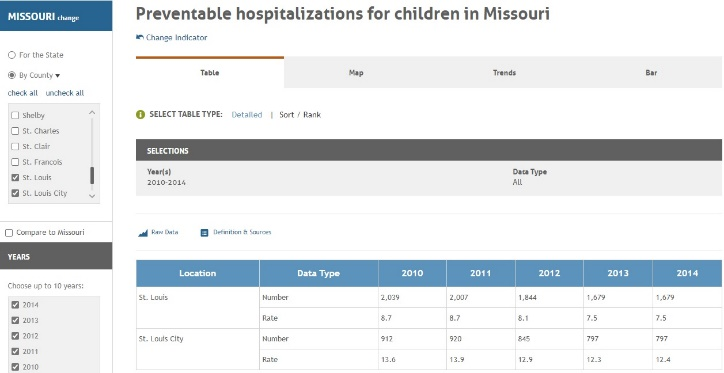 MISSOURI change
For the State
By County
check all uncheck all
Shelby
St. Charles
St. Clair
St. Francois
St. Louis
St. Louis City
Compare to Missouri
YEARS
Choose up to 10 years:
2014
2013
2012
2011
2010
Preventable hospitalizations for children in Missouri
Change Indicator
Table Map Trends Bar
SELECT TABLE TYPE: Detailed | Sort / Rank
SELECTIONS
Year(s) Data Type
2010-2014 All
Raw Data Definition & Sources
Location Data Type 2010 2011 2012 2013 2014
St. Louis Number 2,039 2,007 1,844 1,679 1,679
Rate 8.7 8.7 8.1 7.5 7.5
St. Louis City Number 912 920 845 797 797
Rate 13.6 13.9 12.9 12.3 12.4